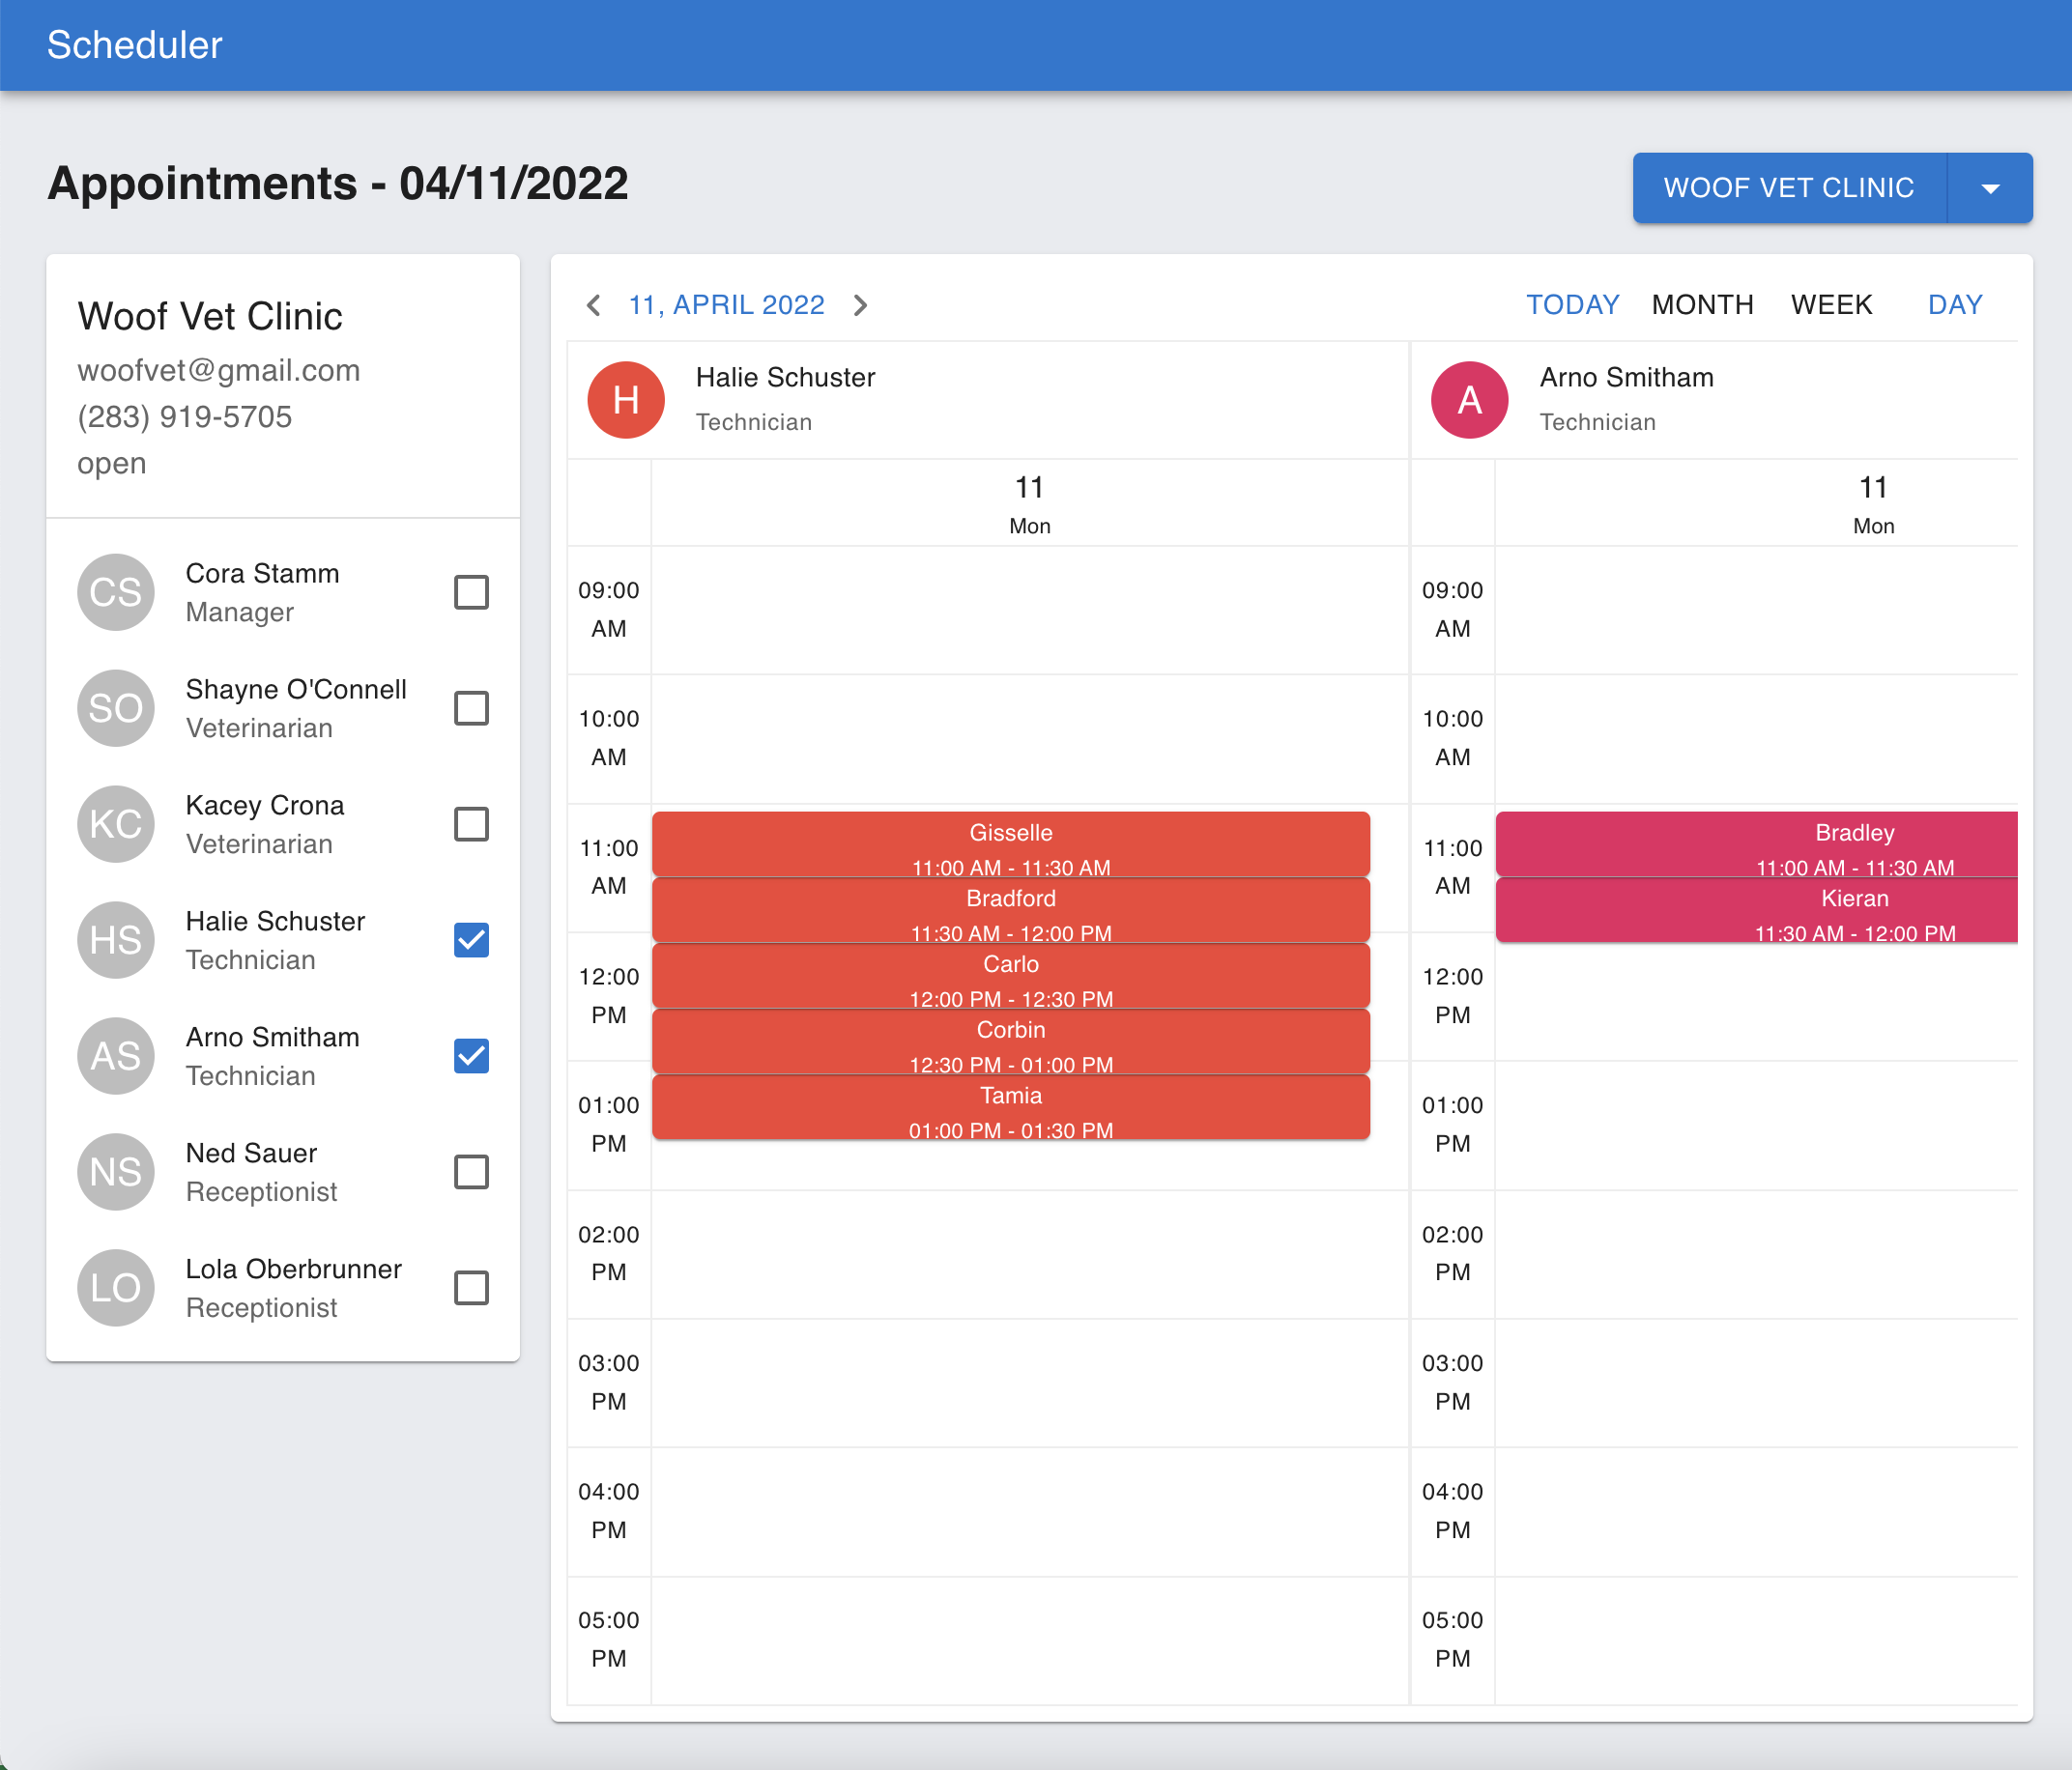 Scheduler
Appointments - 04/11/2022
WOOF VET CLINIC
Woof Vet Clinic
woofvet@gmail.com
(283) 919-5705
open
CS
Cora Stamm
Manager
SO
Shayne O'Connell
Veterinarian
KC
Kacey Crona
Veterinarian
HS
Halie Schuster
Technician
AS
Arno Smitham
Technician
NS
Ned Sauer
Receptionist
LO
Lola Oberbrunner
Receptionist
11, APRIL 2022
TODAY MONTH WEEK DAY
H
Halie Schuster
Technician
11
Mon
09:00
AM
10:00
AM
11:00
AM
12:00
PM
01:00
PM
02:00
PM
03:00
PM
04:00
PM
05:00
PM
Gisselle
11:00 AM - 11:30 AM
Bradford
11:30 AM - 12:00 PM
Carlo
12:00 PM - 12:30 PM
Corbin
12:30 PM - 01:00 PM
Tamia
01:00 PM - 01:30 PM
A
Arno Smitham
Technician
11
Mon
09:00
AM
10:00
AM
11:00
AM
12:00
PM
01:00
PM
02:00
PM
03:00
PM
04:00
PM
05:00
PM
Bradley
11:00 AM - 11:30 AM
Kieran
11:30 AM - 12:00 PM